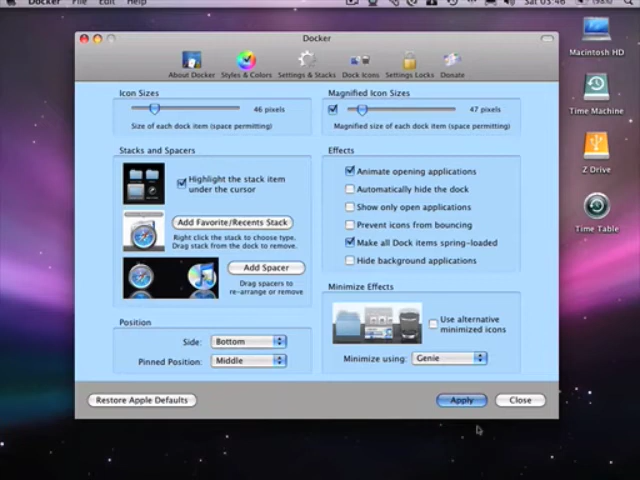 Docker File Edit Help Sat 03:46
Docker
About Docker Styles & Colors Settings & Stacks Dock Icons Settings Locks Donate
Icon Sizes
46 pixels
Size of each dock item (space permitting)
Magnified Icon Sizes
47 pixels
Magnified size of each dock item (space permitting)
Stacks and Spacers
Highlight the stack item
under the cursor
Add Favorite/Recents Stack
Right click the stack to choose type.
Drag stack from the dock to remove.
Add Spacer
Drag spacers to
re-arrange or remove
Effects
Animate opening applications
Automatically hide the dock
Show only open applications
Prevent icons from bouncing
Make all Dock items spring-loaded
Hide background applications
Position
Side: Bottom
Pinned Position: Middle
Minimize Effects
Use alternative
minimized icons
Minimize using: Genie
Restore Apple Defaults
Apply
Close
Macintosh HD
Time Machine
Z Drive
Time Table